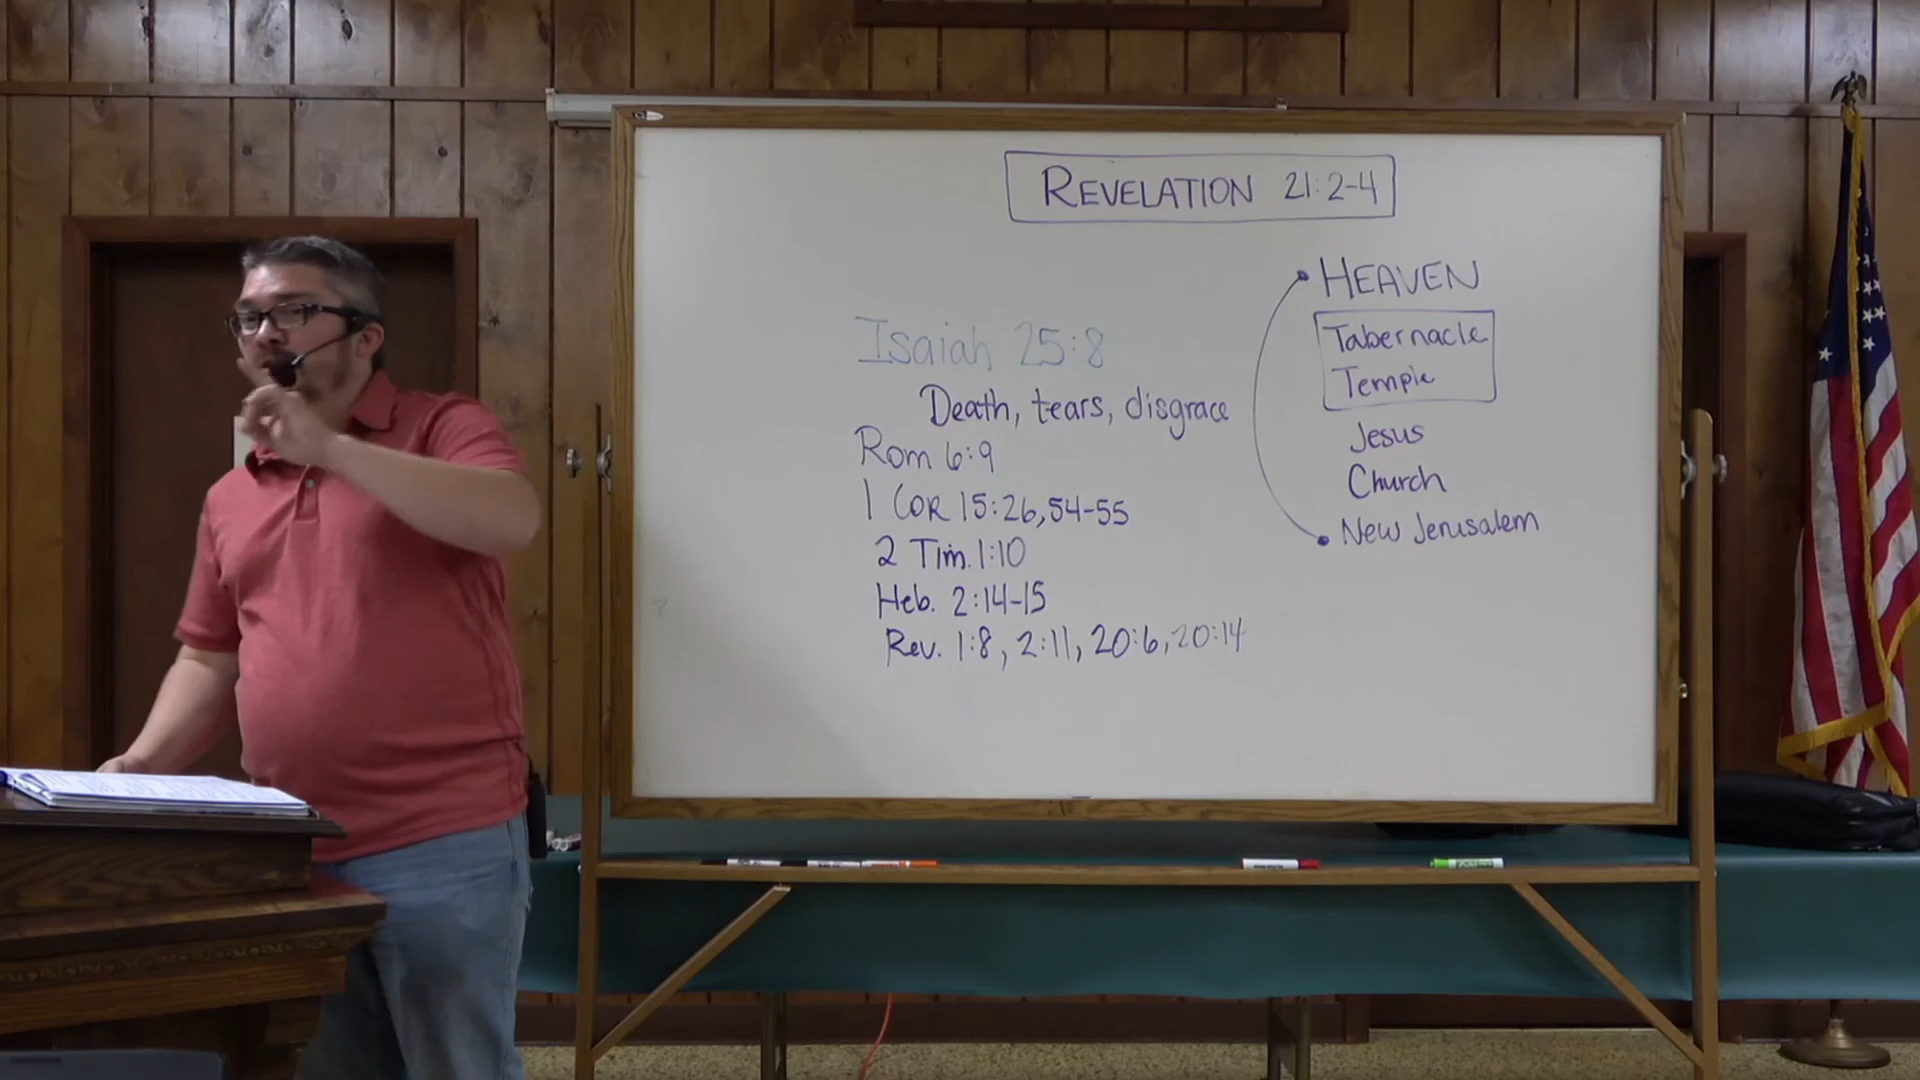 REVELATION 21:2-4
Isaiah 25:8
Death, tears, disgrace
Rom 6:9
1 COR 15:26,54-55
2 Tim. 1:10
Heb. 2:14-15
Rev. 1:8, 2:11, 20:6, 20:14
HEAVEN
Tabernacle
Temple
Jesus
Church
New Jerusalem